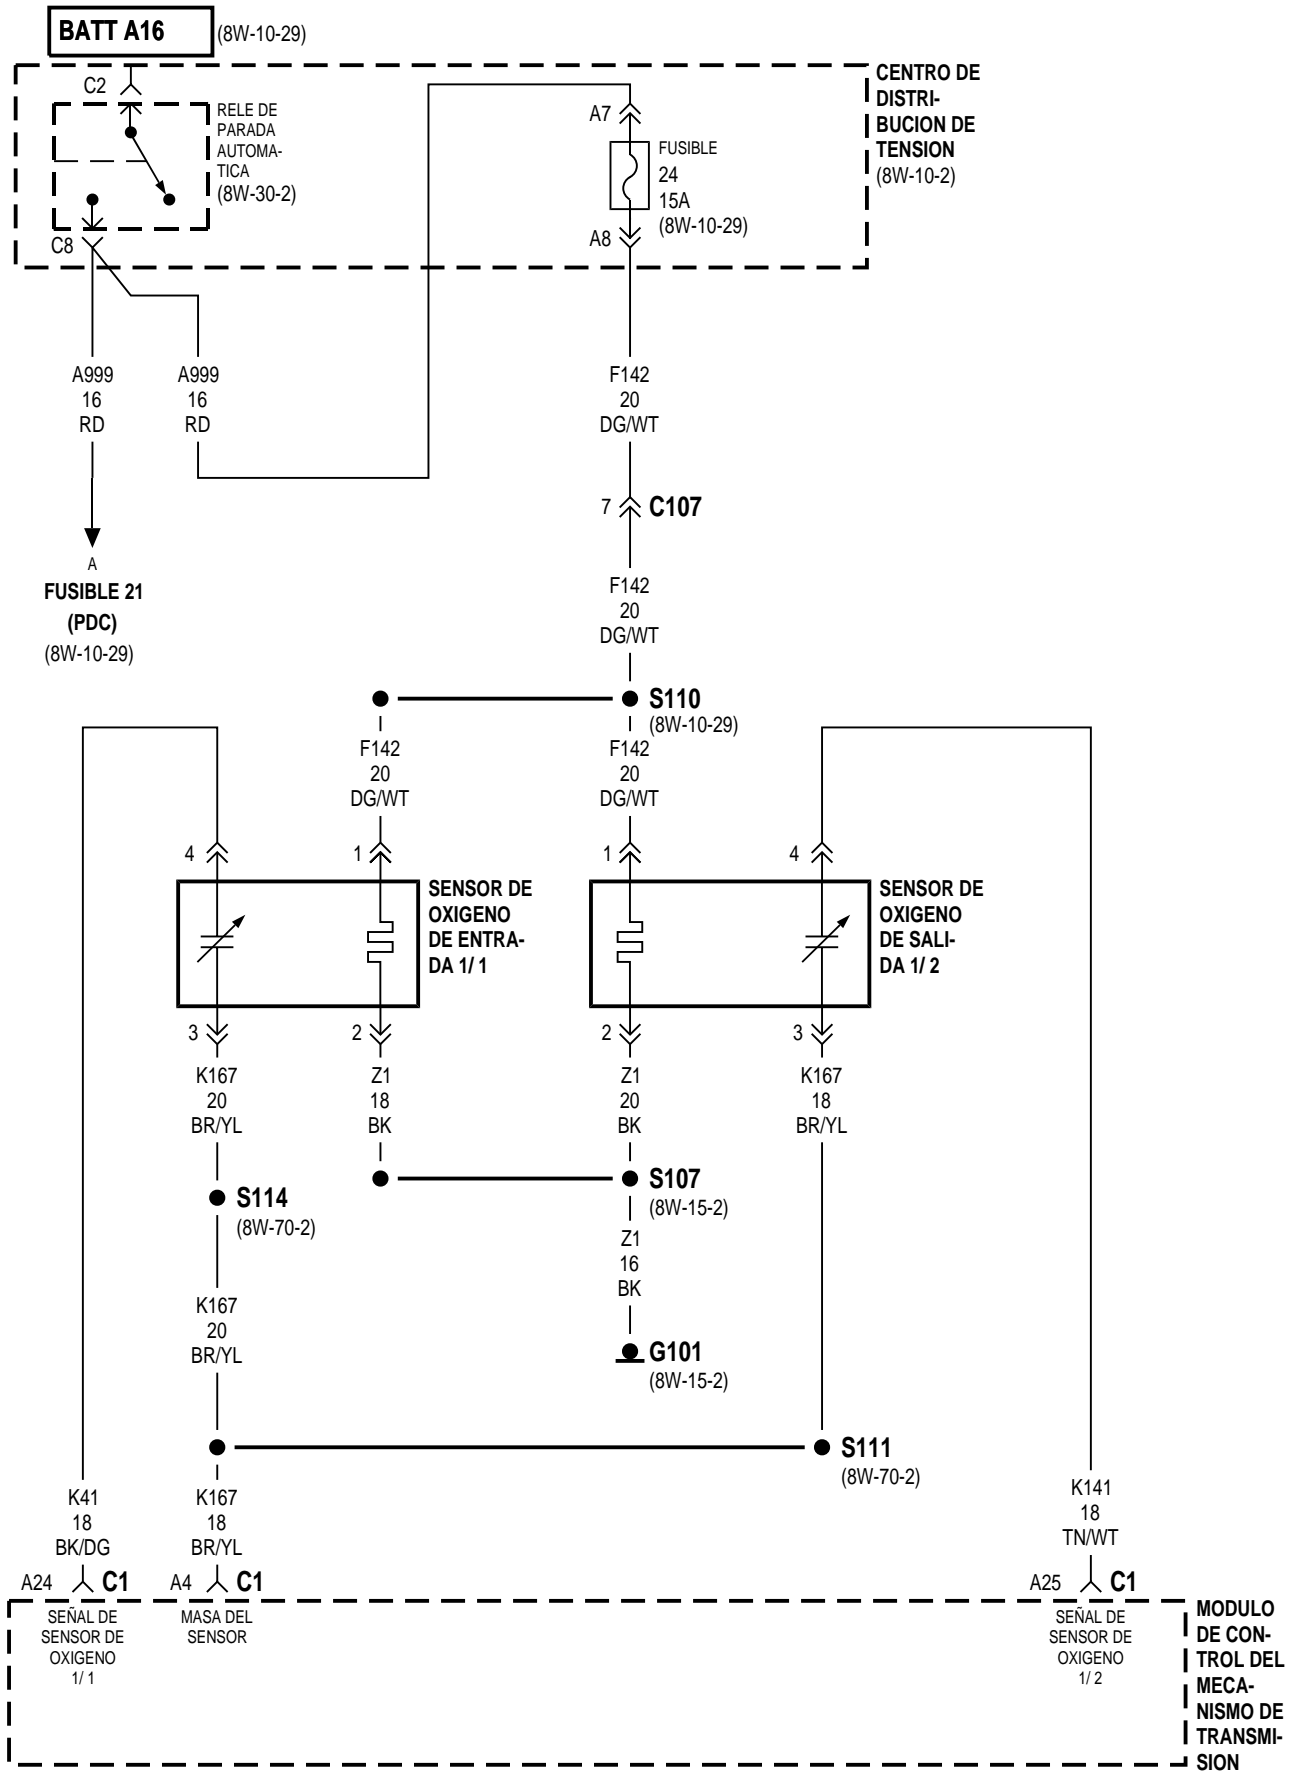 BATT A16
(8W-10-29)
C2
RELE DE
PARADA
AUTOMA-
TICA
(8W-30-2)
C8
A7
FUSIBLE
24
15A
(8W-10-29)
A8
CENTRO DE
DISTRI-
BUCION DE
TENSION
(8W-10-2)
A999
16
RD
A999
16
RD
F142
20
DG/WT
A
FUSIBLE 21
(PDC)
(8W-10-29)
7
C107
F142
20
DG/WT
S110
(8W-10-29)
F142
20
DG/WT
F142
20
DG/WT
4
1
1
4
SENSOR DE
OXIGENO
DE ENTRA-
DA 1/ 1
SENSOR DE
OXIGENO
DE SALI-
DA 1/ 2
3
2
2
3
K167
20
BR/YL
Z1
18
BK
Z1
20
BK
K167
18
BR/YL
S114
(8W-70-2)
S107
(8W-15-2)
Z1
16
BK
K167
20
BR/YL
G101
(8W-15-2)
S111
(8W-70-2)
K41
18
BK/DG
K167
18
BR/YL
K141
18
TN/WT
A24
C1
A4
C1
A25
C1
SEÑAL DE
SENSOR DE
OXIGENO
1/ 1
MASA DEL
SENSOR
SEÑAL DE
SENSOR DE
OXIGENO
1/ 2
MODULO
DE CON-
TROL DEL
MECA-
NISMO DE
TRANSMI-
SION